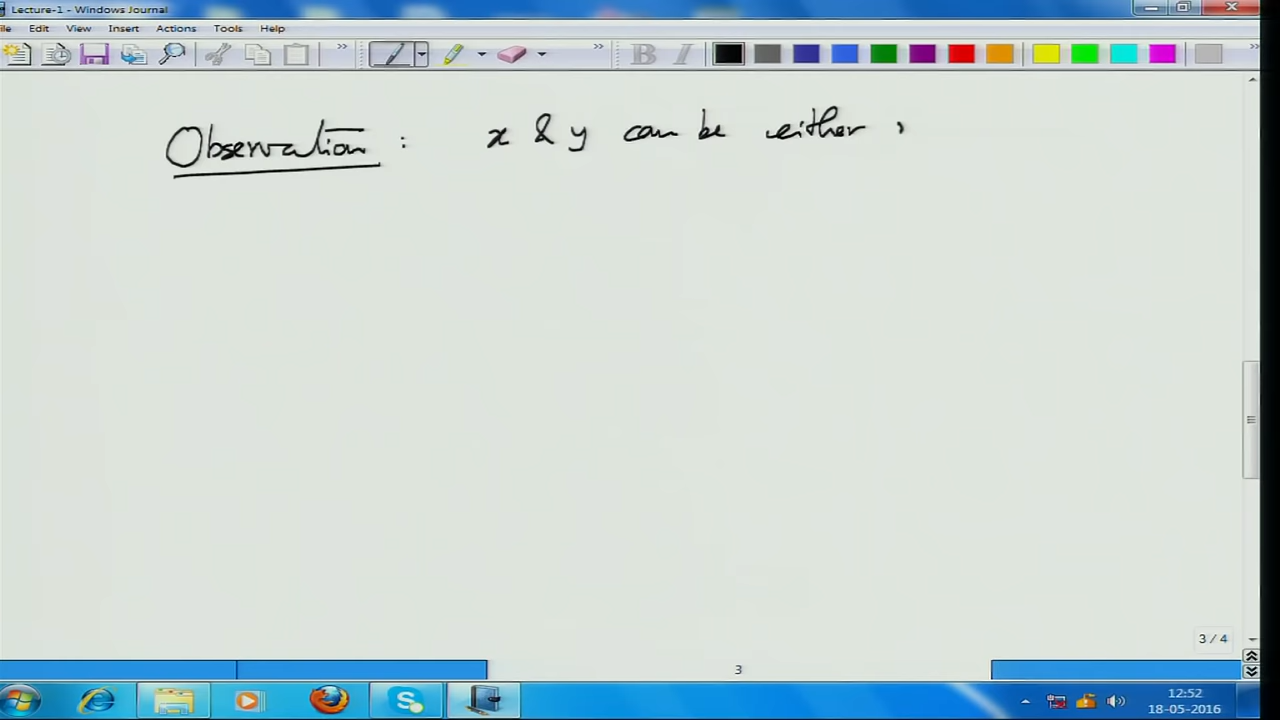 Lecture-1 - Windows Journal
Edit View Insert Actions Tools Help
Observation : x & y can be either
3 / 4
3
12:52
18-05-2016